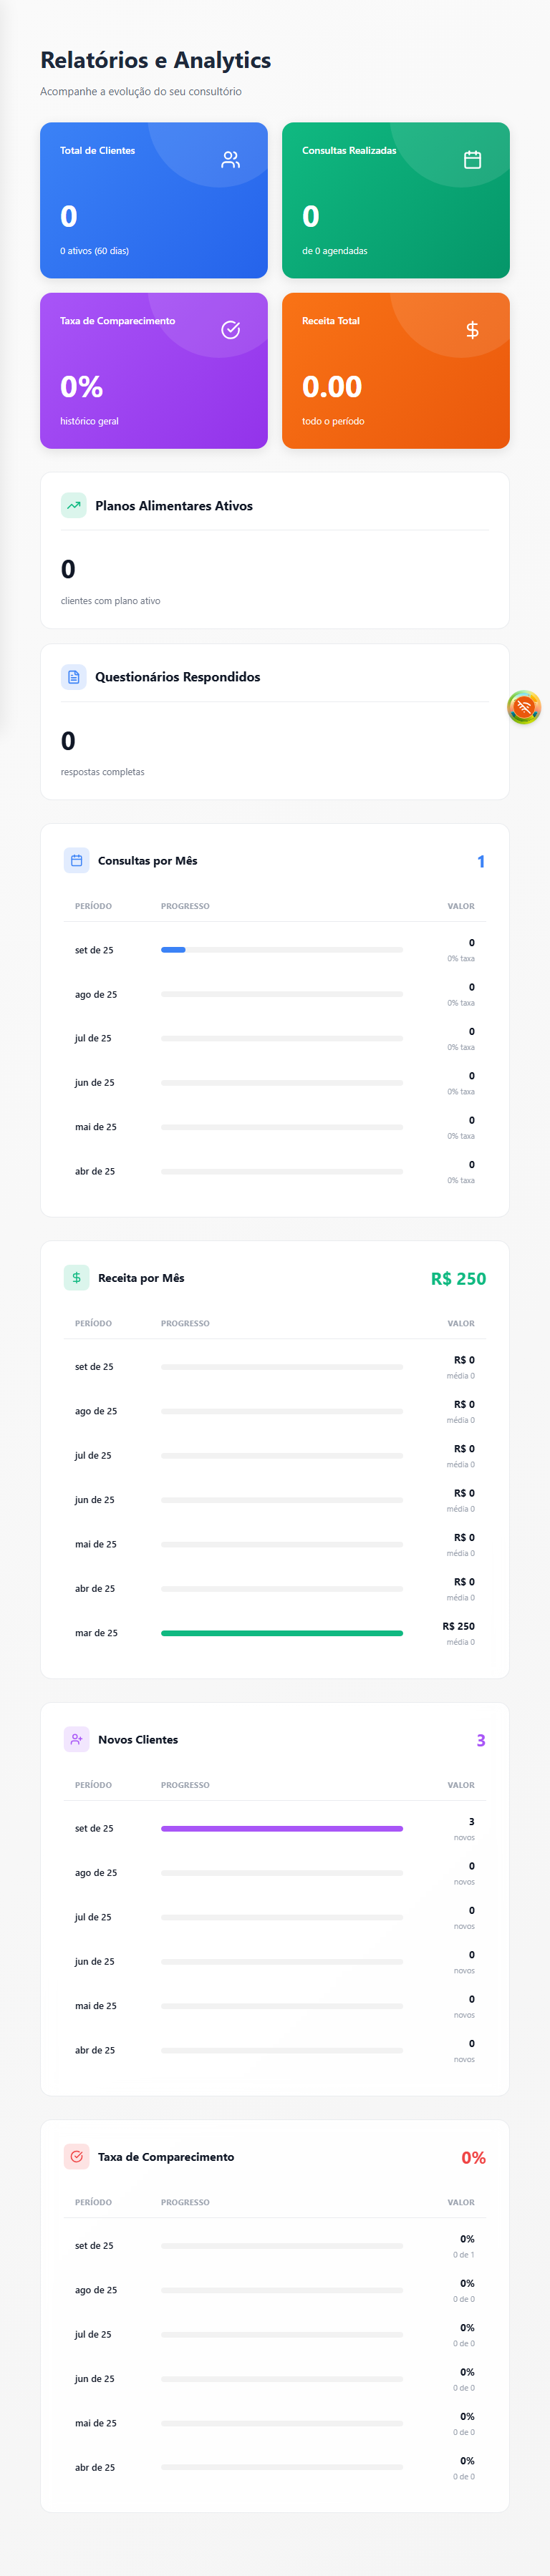 Relatórios e Analytics
Acompanhe a evolução do seu consultório
Total de Clientes
0
0 ativos (60 dias)
Consultas Realizadas
0
de 0 agendadas
Taxa de Comparecimento
0%
histórico geral
Receita Total
0.00
todo o período
Planos Alimentares Ativos
0
clientes com plano ativo
Questionários Respondidos
0
respostas completas
Consultas por Mês 1
PERÍODO PROGRESSO VALOR
set de 25 0
0% taxa
ago de 25 0
0% taxa
jul de 25 0
0% taxa
jun de 25 0
0% taxa
mai de 25 0
0% taxa
abr de 25 0
0% taxa
Receita por Mês R$ 250
PERÍODO PROGRESSO VALOR
set de 25 R$ 0
média 0
ago de 25 R$ 0
média 0
jul de 25 R$ 0
média 0
jun de 25 R$ 0
média 0
mai de 25 R$ 0
média 0
abr de 25 R$ 0
média 0
mar de 25 R$ 250
média 0
Novos Clientes 3
PERÍODO PROGRESSO VALOR
set de 25 3
novos
ago de 25 0
novos
jul de 25 0
novos
jun de 25 0
novos
mai de 25 0
novos
abr de 25 0
novos
Taxa de Comparecimento 0%
PERÍODO PROGRESSO VALOR
set de 25 0%
0 de 1
ago de 25 0%
0 de 0
jul de 25 0%
0 de 0
jun de 25 0%
0 de 0
mai de 25 0%
0 de 0
abr de 25 0%
0 de 0